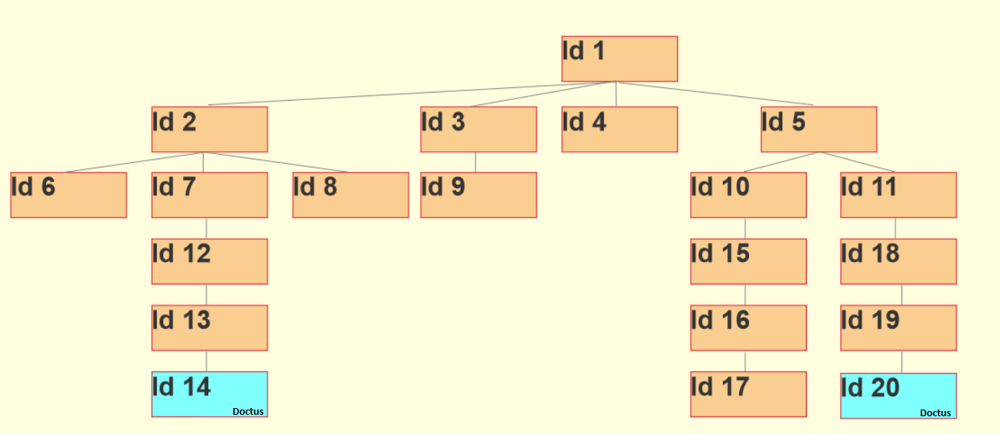 Id 1
Id 2
Id 3
Id 4
Id 5
Id 6
Id 7
Id 8
Id 9
Id 10
Id 11
Id 12
Id 15
Id 18
Id 13
Id 16
Id 19
Id 14
Doctus
Id 17
Id 20
Doctus